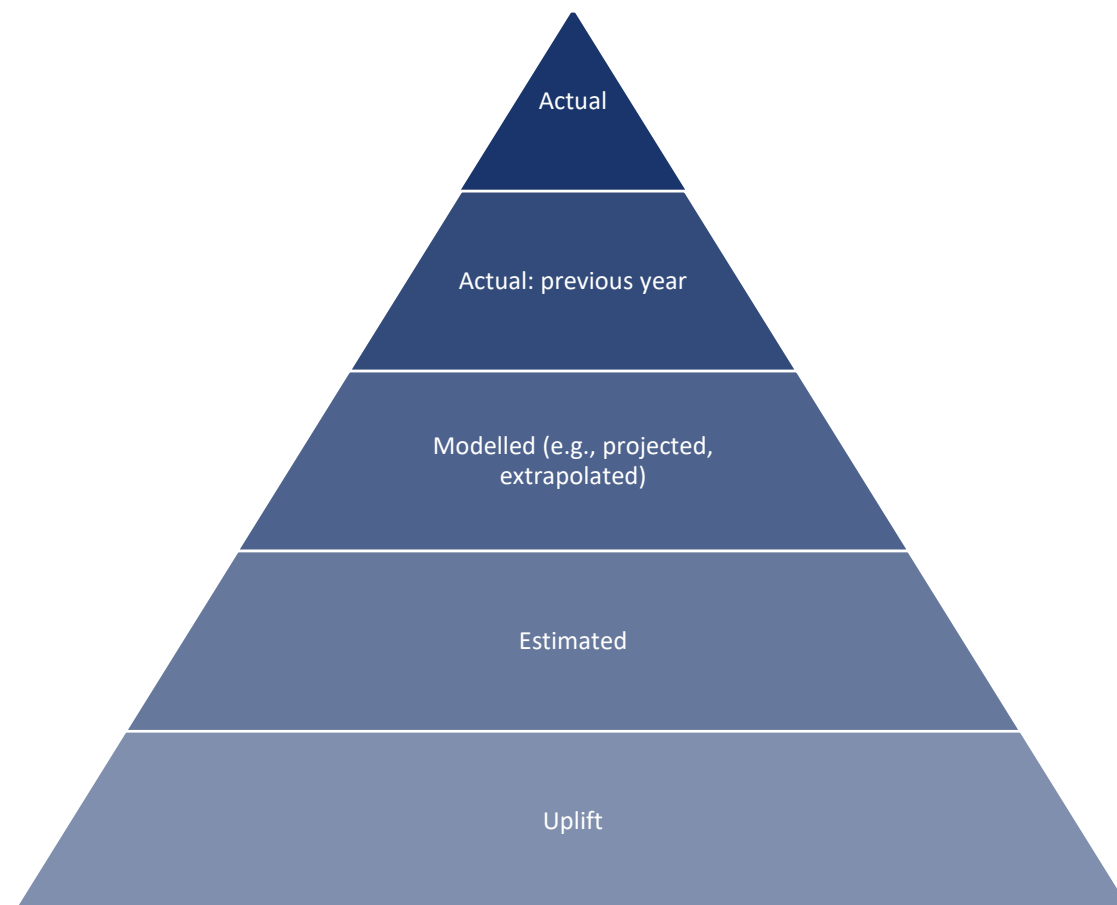 Actual
Actual: previous year
Modelled (e.g., projected,
extrapolated)
Estimated
Uplift